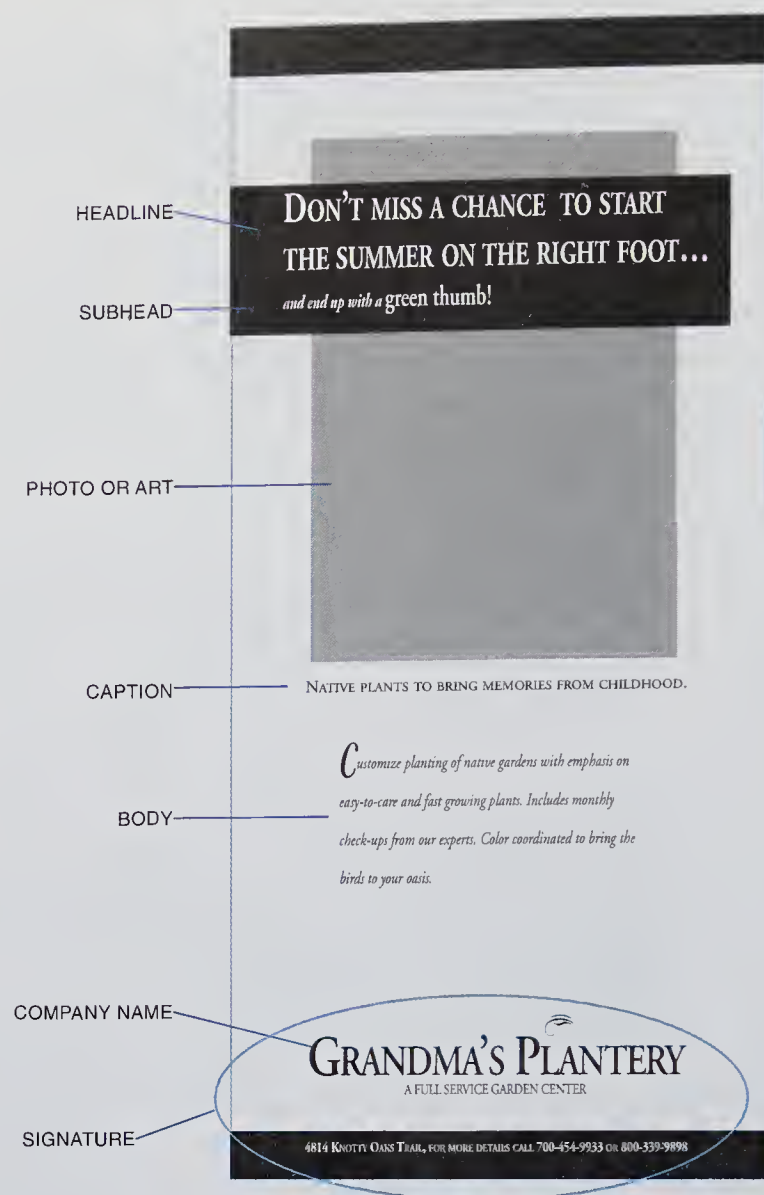 HEADLINE
DON'T MISS A CHANCE TO START
THE SUMMER ON THE RIGHT FOOT...
SUBHEAD
and end up with a green thumb!
PHOTO OR ART
CAPTION
NATIVE PLANTS TO BRING MEMORIES FROM CHILDHOOD.
Customize planting of native gardens with emphasis on
easy-to-care and fast growing plants. Includes monthly
BODY
check-ups from our experts. Color coordinated to bring the
birds to your oasis.
COMPANY NAME
GRANDMA'S PLANTERY
A FULL SERVICE GARDEN CENTER
SIGNATURE
4814 KNOTTY OAKS TRAIL, FOR MORE DETAILS CALL 700-454-9933 OR 800-339-9898